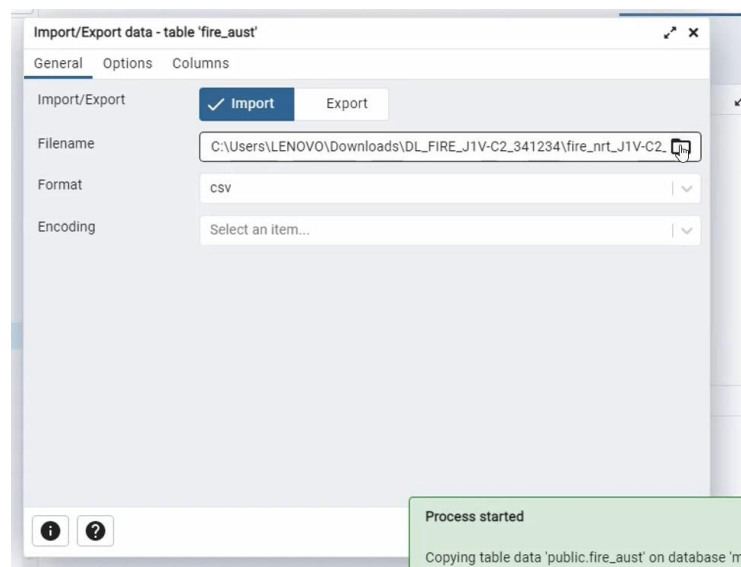 Import/Export data - table 'fire_aust'
General Options Columns
Import/Export Import Export
Filename C:\Users\LENOVO\Downloads\DL_FIRE_J1V-C2_341234\fire_nrt_J1V-C2_
Format csv
Encoding Select an item...
Process started
Copying table data 'public.fire_aust' on database 'm